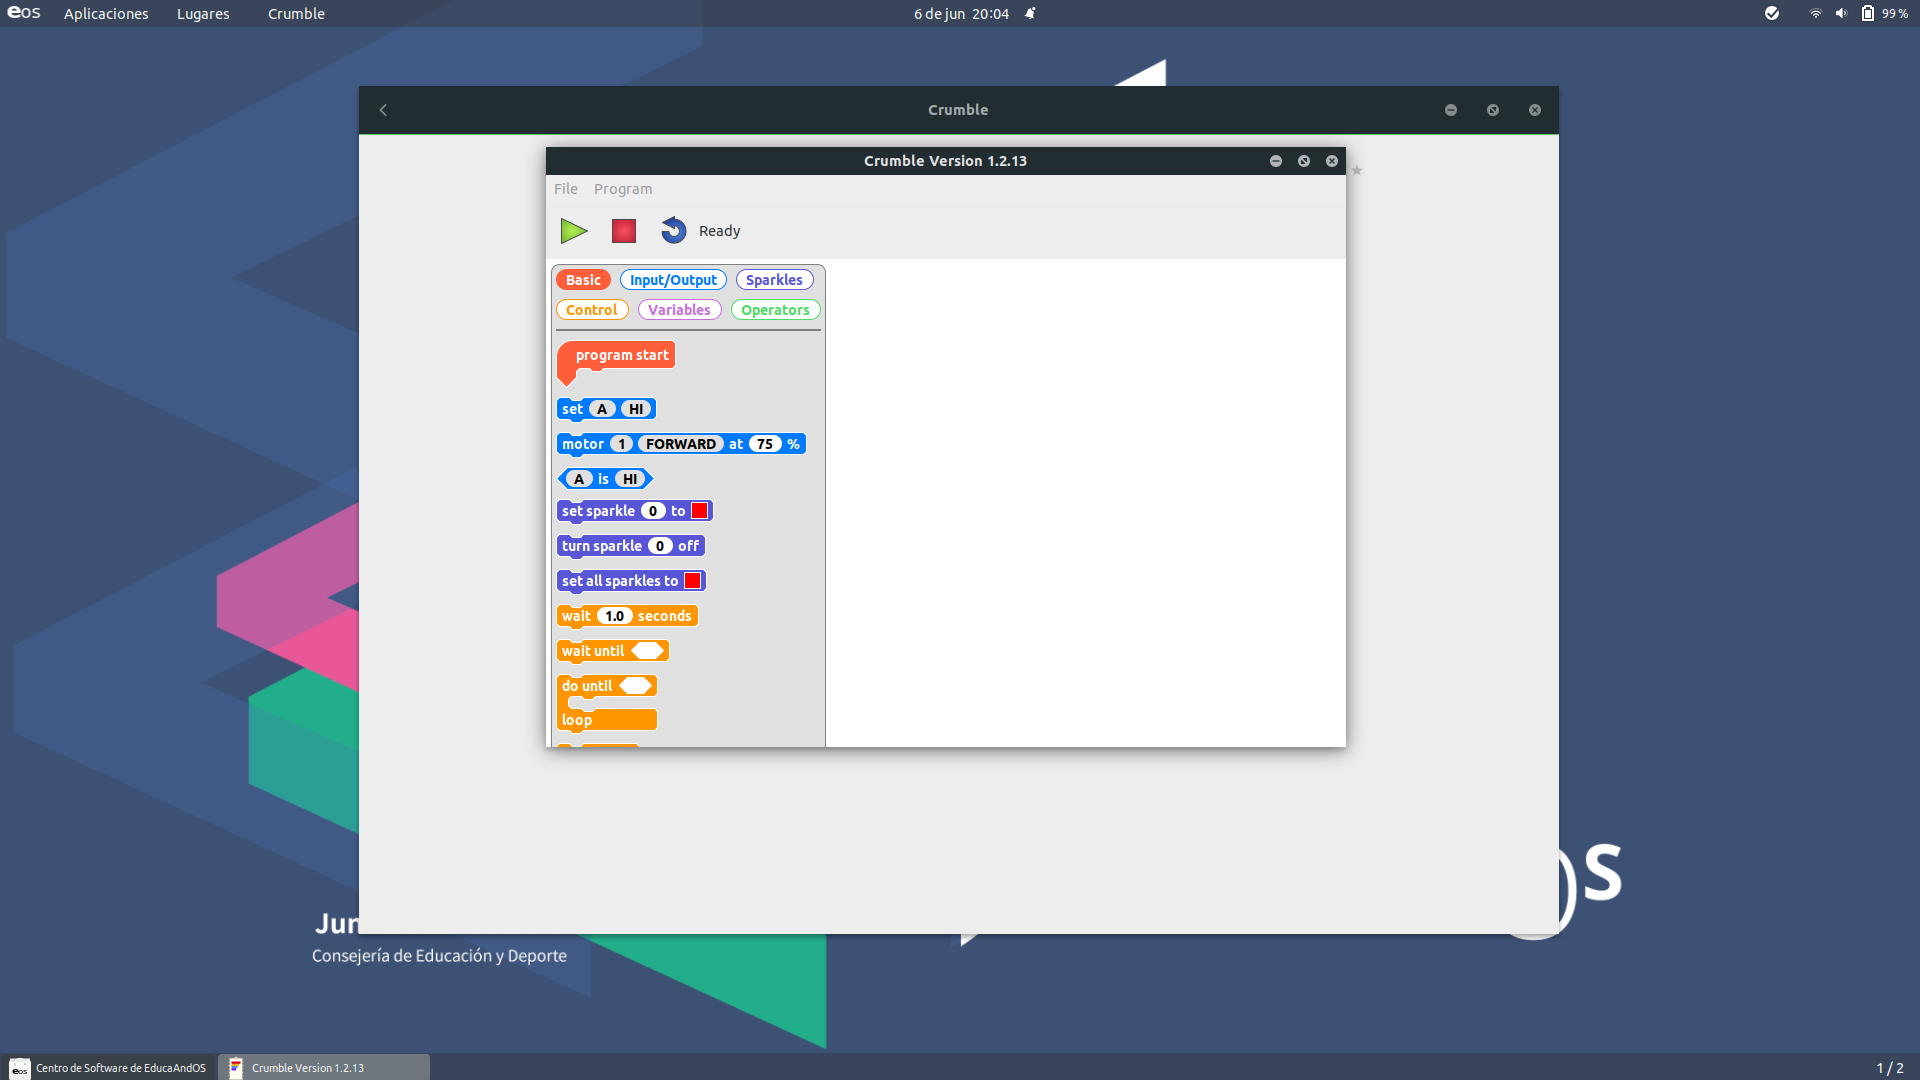 eos Aplicaciones Lugares Crumble 6 de jun 20:04 99 %
Crumble
Crumble Version 1.2.13
File Program
Ready
Basic Input/Output Sparkles
Control Variables Operators
program start
set A HI
motor 1 FORWARD at 75 %
A is HI
set sparkle 0 to
turn sparkle 0 off
set all sparkles to
wait 1.0 seconds
wait until
do until
loop
Jun
Consejería de Educación y Deporte
S
eos Centro de Software de EducaAndOS Crumble Version 1.2.13 1 / 2